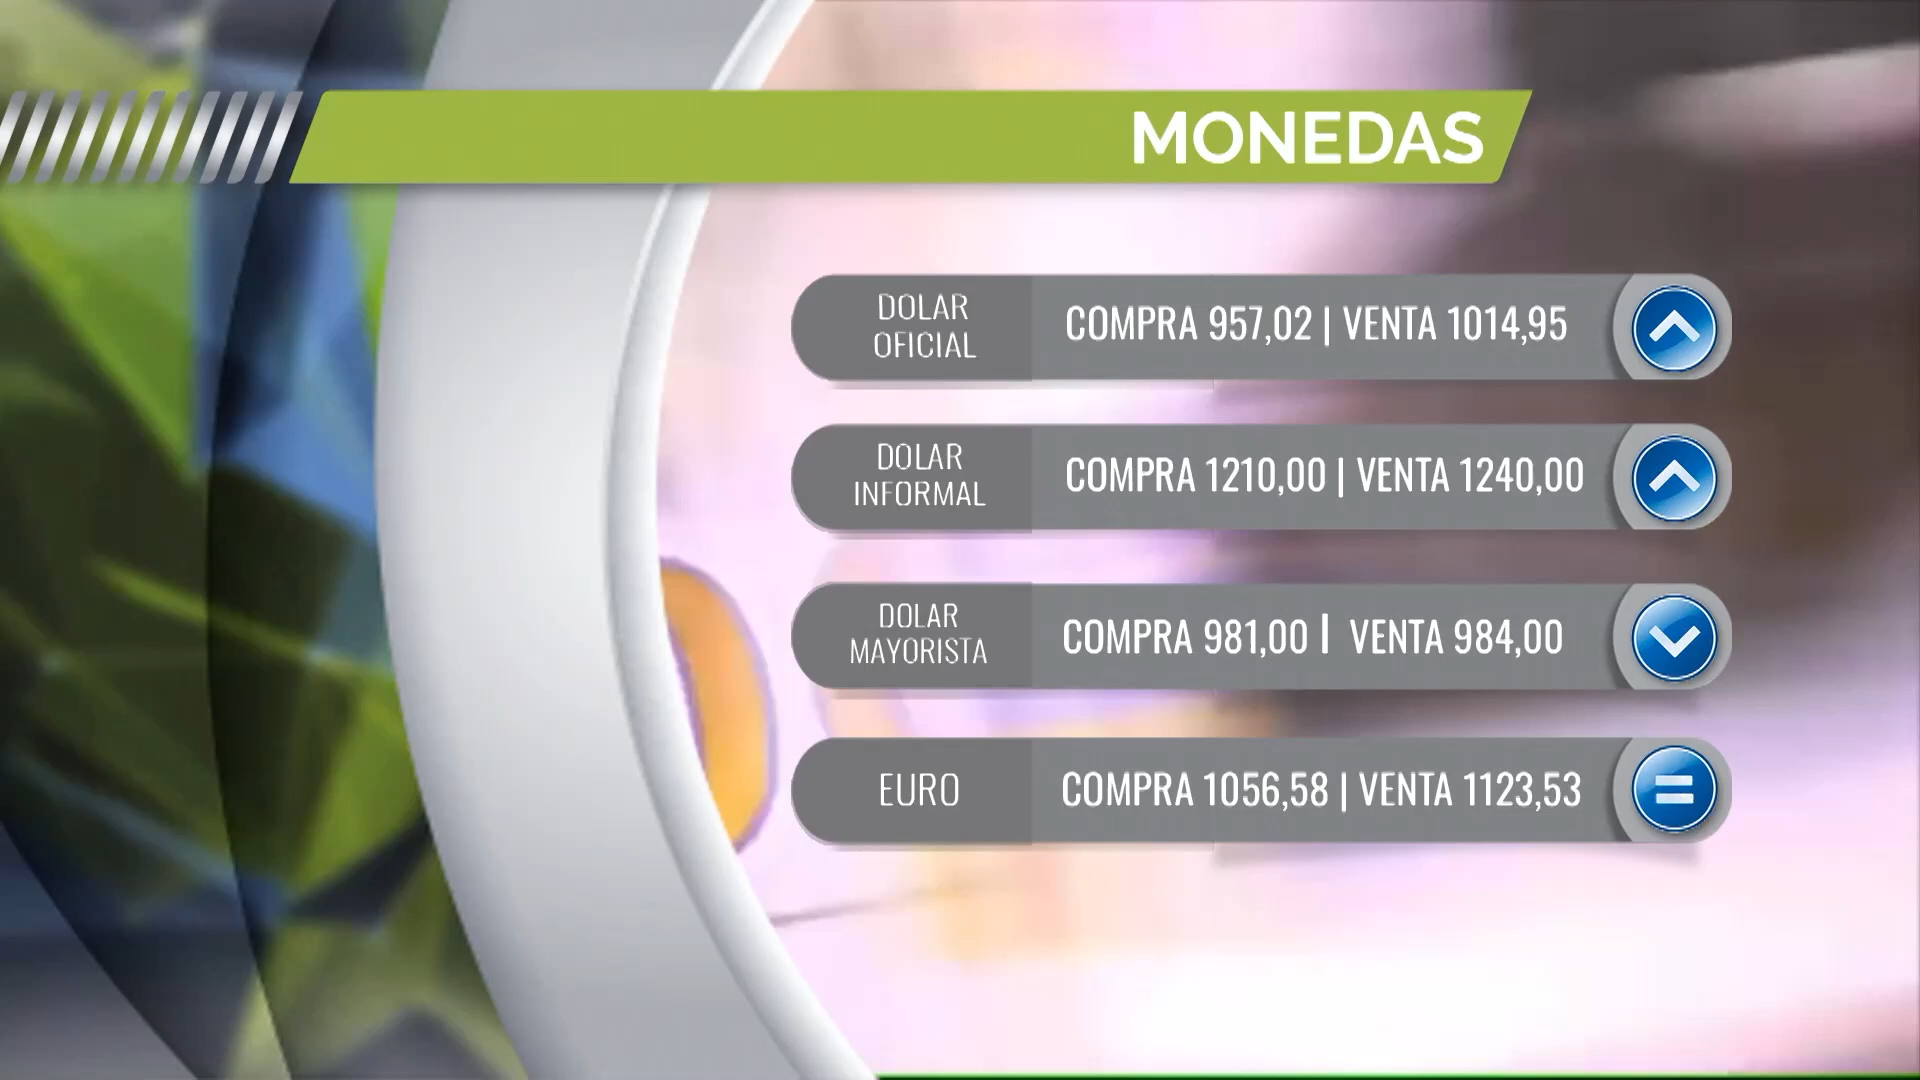 MONEDAS
DOLAR
OFICIAL
COMPRA 957,02 | VENTA 1014,95
DOLAR
INFORMAL
COMPRA 1210,00 | VENTA 1240,00
DOLAR
MAYORISTA
COMPRA 981,00 | VENTA 984,00
EURO
COMPRA 1056,58 | VENTA 1123,53